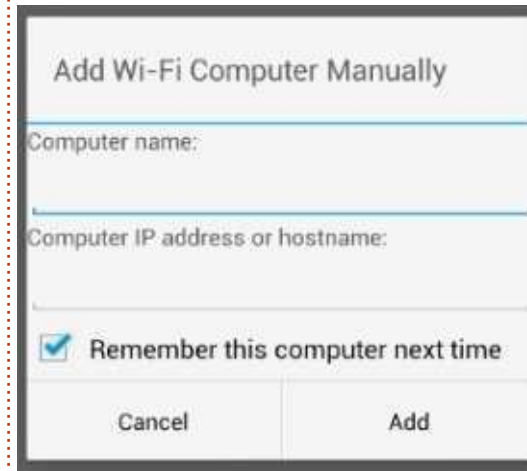 Add Wi-Fi Computer Manually
Computer name:
Computer IP address or hostname:
Remember this computer next time
Cancel Add